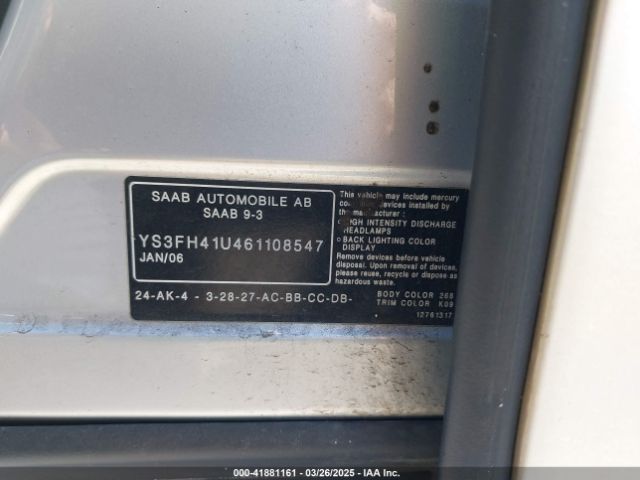 SAAB AUTOMOBILE AB
SAAB 9-3
YS3FH41U461108547
JAN/06
24-AK-4 - 3-28-27-AC-BB-CC-DB-
This vehicle may include mercury
devices installed by
the
HIGH INTENSITY DISCHARGE
HEADLAMPS
BACK LIGHTING COLOR
DISPLAY
Remove devices before vehicle
disposal. Upon removal of devices,
please reuse, recycle or dispose as
hazardous waste.
BODY COLOR 268
TRIM COLOR K09
12761317
000-41881161 | 03/26/2025 | IAA Inc.